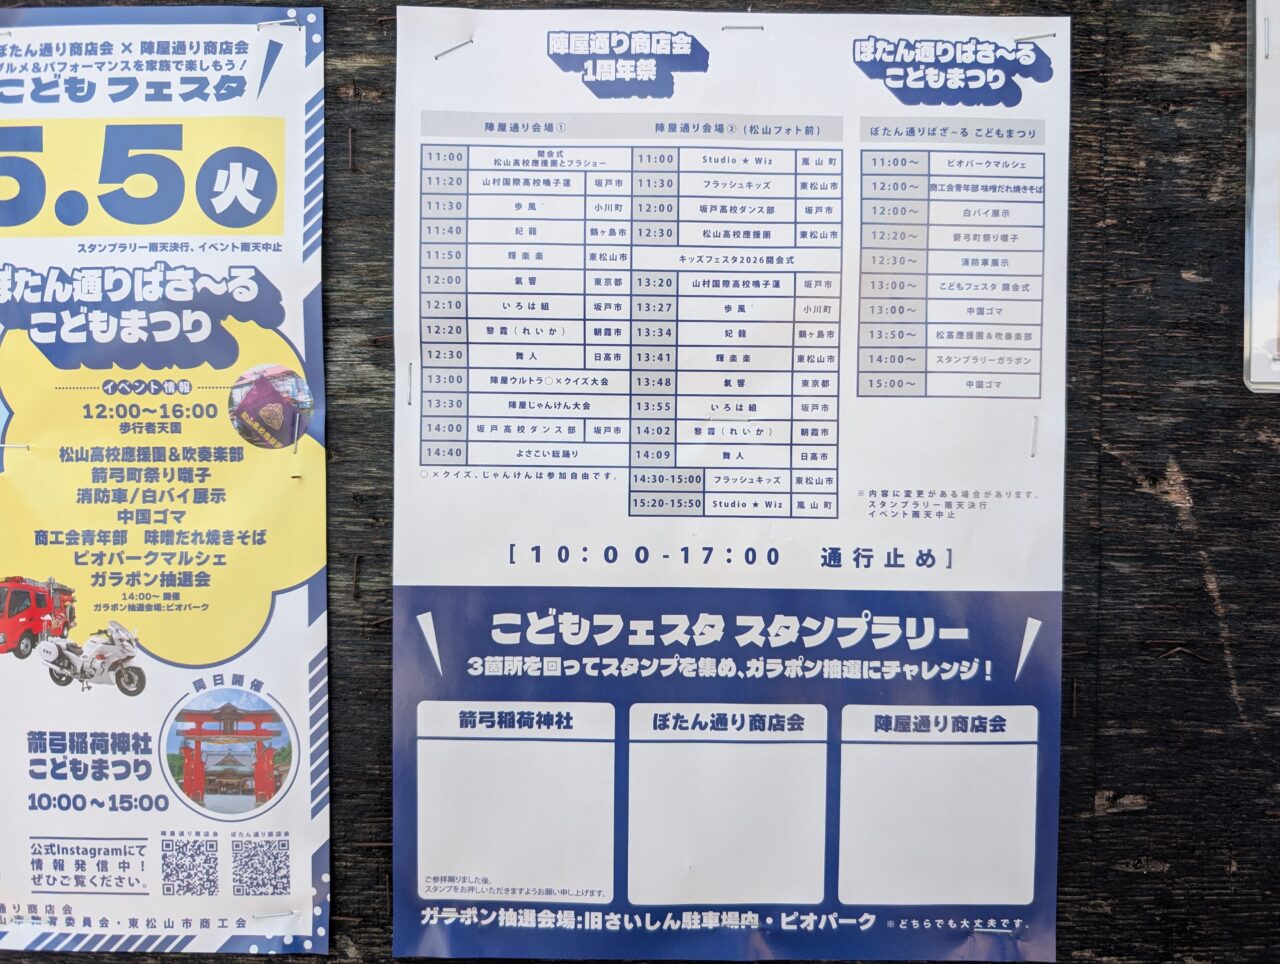 ぼたん通り商店会 × 陣屋通り商店会
グルメ&パフォーマンスを家族で楽しもう!
こどもフェスタ
5.5火
スタンプラリー雨天決行、イベント雨天中止
ぼたん通りばさ〜る
こどもまつり
イベント情報
12:00〜16:00
歩行者天国
松山高校應援團&吹奏楽部
箭弓町祭り囃子
消防車/白バイ展示
中国ゴマ
商工会青年部 味噌だれ焼きそば
ピオパークマルシェ
ガラポン抽選会
14:00〜 開催
ガラポン抽選会場:ピオパーク
同日開催
箭弓稲荷神社
こどもまつり
10:00〜15:00
公式Instagramにて
情報発信中!
ぜひご覧ください。
陣屋通り商店会
ぼたん通り商店会
通り商店会
山市教育委員会・東松山市商工会
陣屋通り商店会
1周年祭
陣屋通り会場①
11:00 開会式
松山高校應援團とフラショー
11:20 山村国際高校鳴子蓮 坂戸市
11:30 歩風゛ 小川町
11:40 妃龍 鶴ヶ島市
11:50 輝楽楽 東松山市
12:00 氣響 東京都
12:10 いろは組 坂戸市
12:20 黎霞(れいか) 朝霞市
12:30 舞人 日高市
13:00 陣屋ウルトラ〇×クイズ大会
13:30 陣屋じゃんけん大会
14:00 坂戸高校ダンス部 坂戸市
14:40 よさこい総踊り
〇×クイズ、じゃんけんは参加自由です。
陣屋通り会場②(松山フォト前)
11:00 Studio ★ Wiz 嵐山町
11:30 フラッシュキッズ 東松山市
12:00 坂戸高校ダンス部 坂戸市
12:30 松山高校應援團 東松山市
キッズフェスタ2026開会式
13:20 山村国際高校鳴子蓮 坂戸市
13:27 歩風゛ 小川町
13:34 妃龍 鶴ヶ島市
13:41 輝楽楽 東松山市
13:48 氣響 東京都
13:55 いろは組 坂戸市
14:02 黎霞(れいか) 朝霞市
14:09 舞人 日高市
14:30-15:00 フラッシュキッズ 東松山市
15:20-15:50 Studio ★ Wiz 嵐山町
ぼたん通りばさ〜る
こどもまつり
ぼたん通りばざ〜る こどもまつり
11:00〜 ピオパークマルシェ
12:00〜 商工会青年部 味噌だれ焼きそば
12:00〜 白バイ展示
12:20〜 箭弓町祭り囃子
12:30〜 消防車展示
13:00〜 こどもフェスタ 開会式
13:00〜 中国ゴマ
13:50〜 松高應援團&吹奏楽部
14:00〜 スタンプラリーガラポン
15:00〜 中国ゴマ
※内容に変更がある場合があります。
スタンプラリー雨天決行
イベント雨天中止
[10:00-17:00 通行止め]
こどもフェスタ スタンプラリー
3箇所を回ってスタンプを集め、ガラポン抽選にチャレンジ!
箭弓稲荷神社
ぼたん通り商店会
陣屋通り商店会
ご参拝賜りました後、
スタンプをお押しいただきますようお願い申し上げます。
ガラポン抽選会場:旧さいしん駐車場内・ピオパーク ※どちらでも大丈夫です。